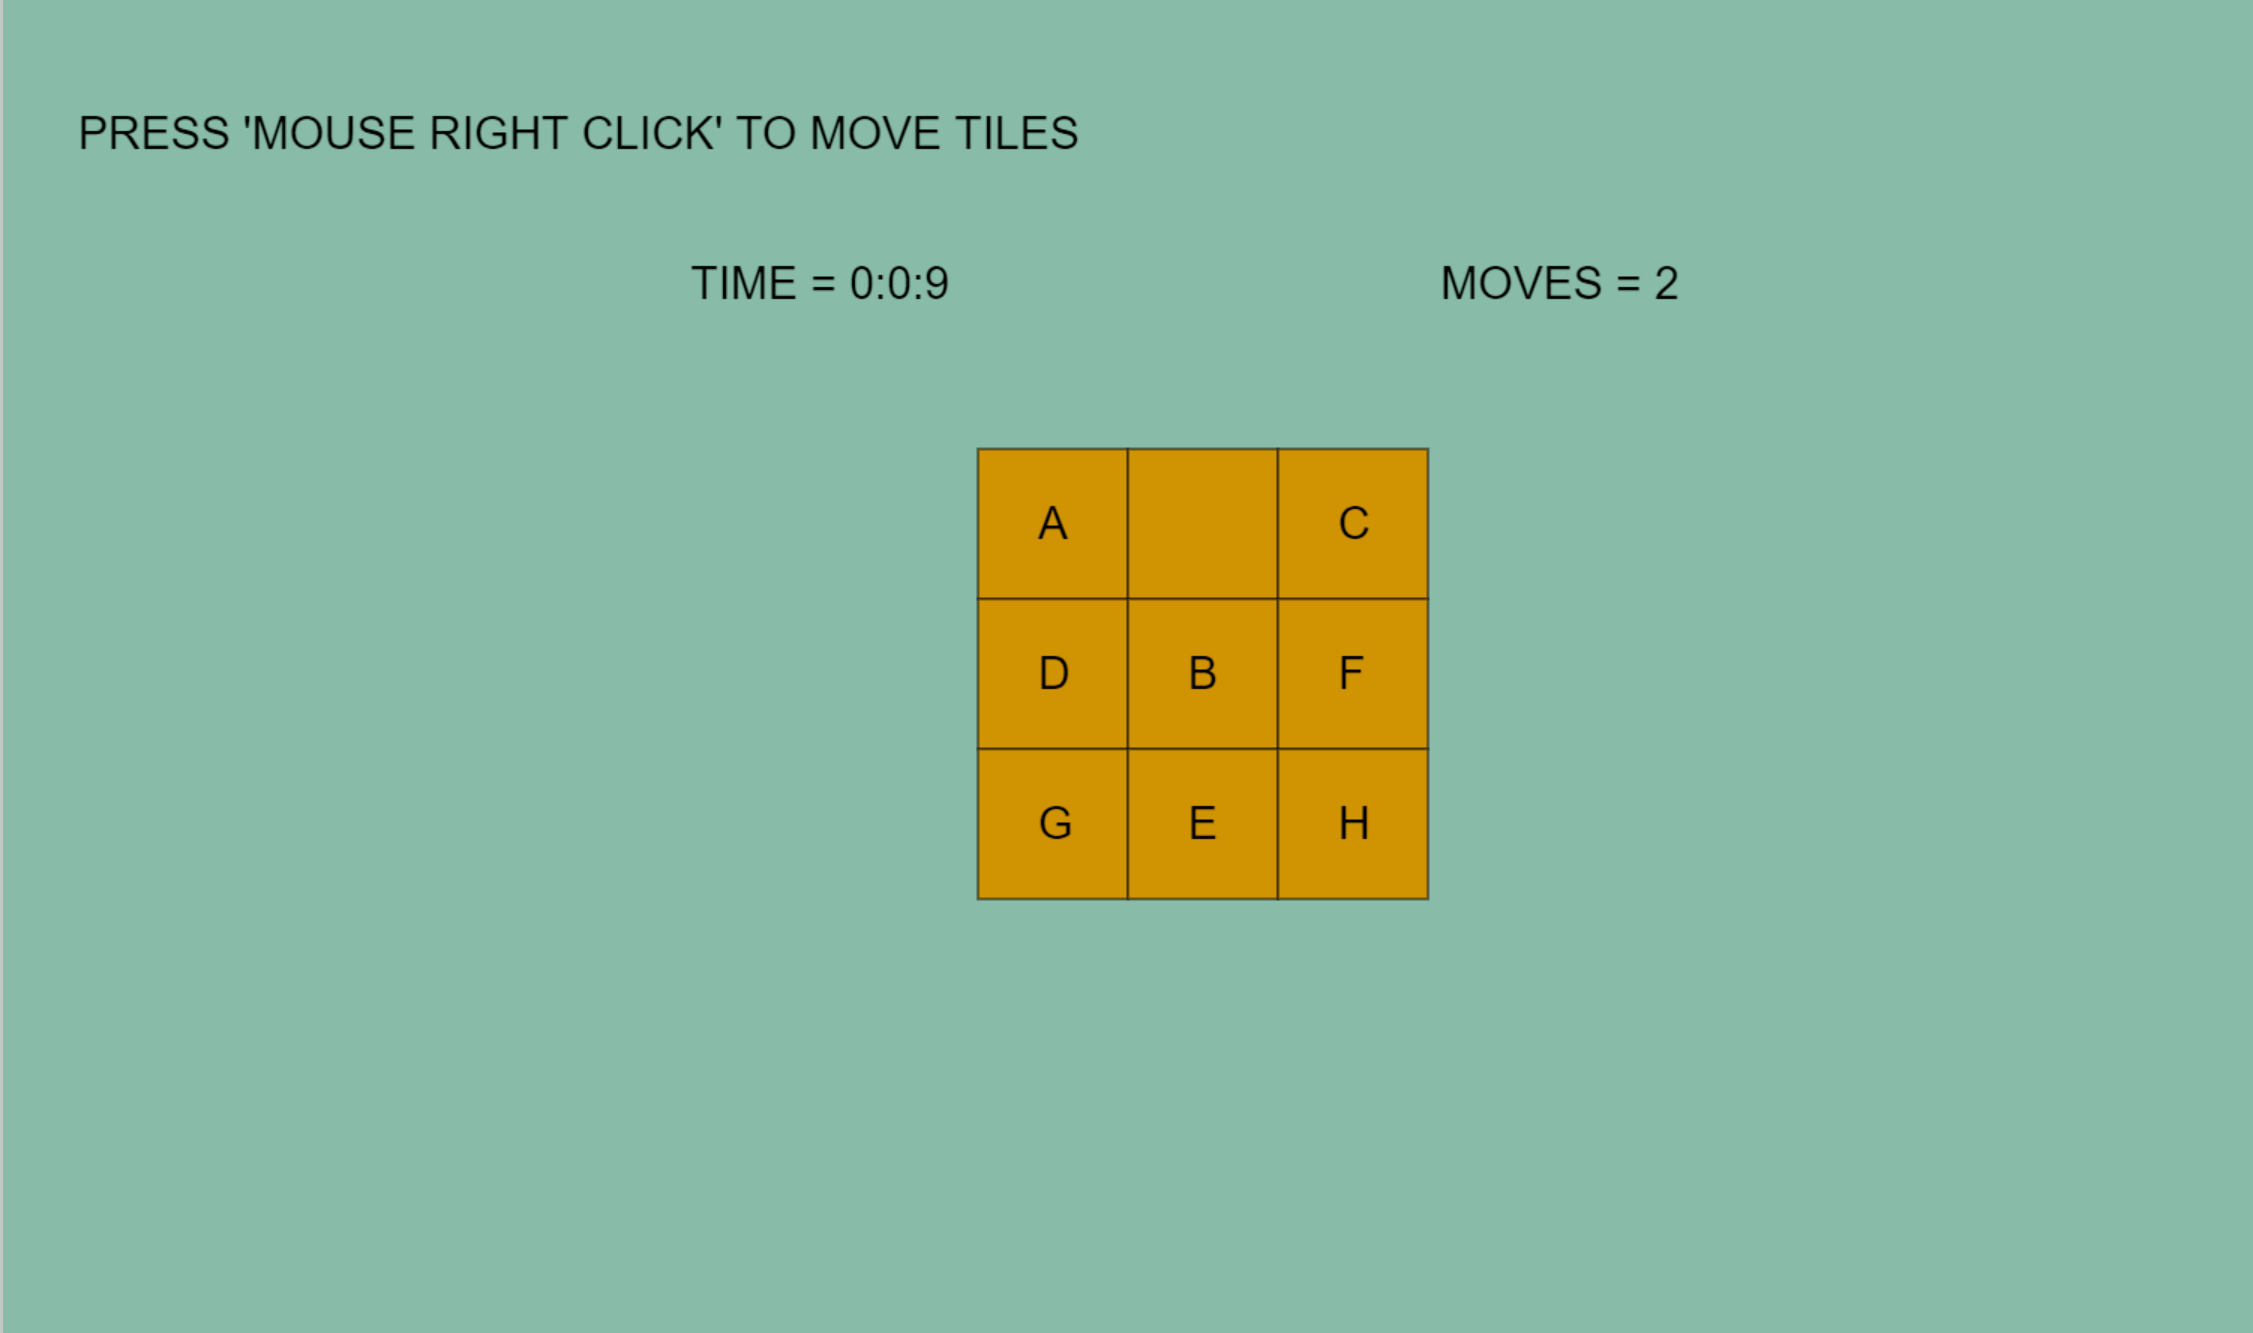 PRESS 'MOUSE RIGHT CLICK' TO MOVE TILES
TIME = 0:0:9 MOVES = 2
A C
D B F
G E H